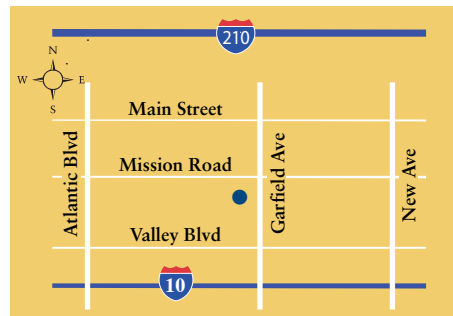 210
N
W E
S
Main Street
Mission Road
Valley Blvd
Atlantic Blvd
Garfield Ave
New Ave
10